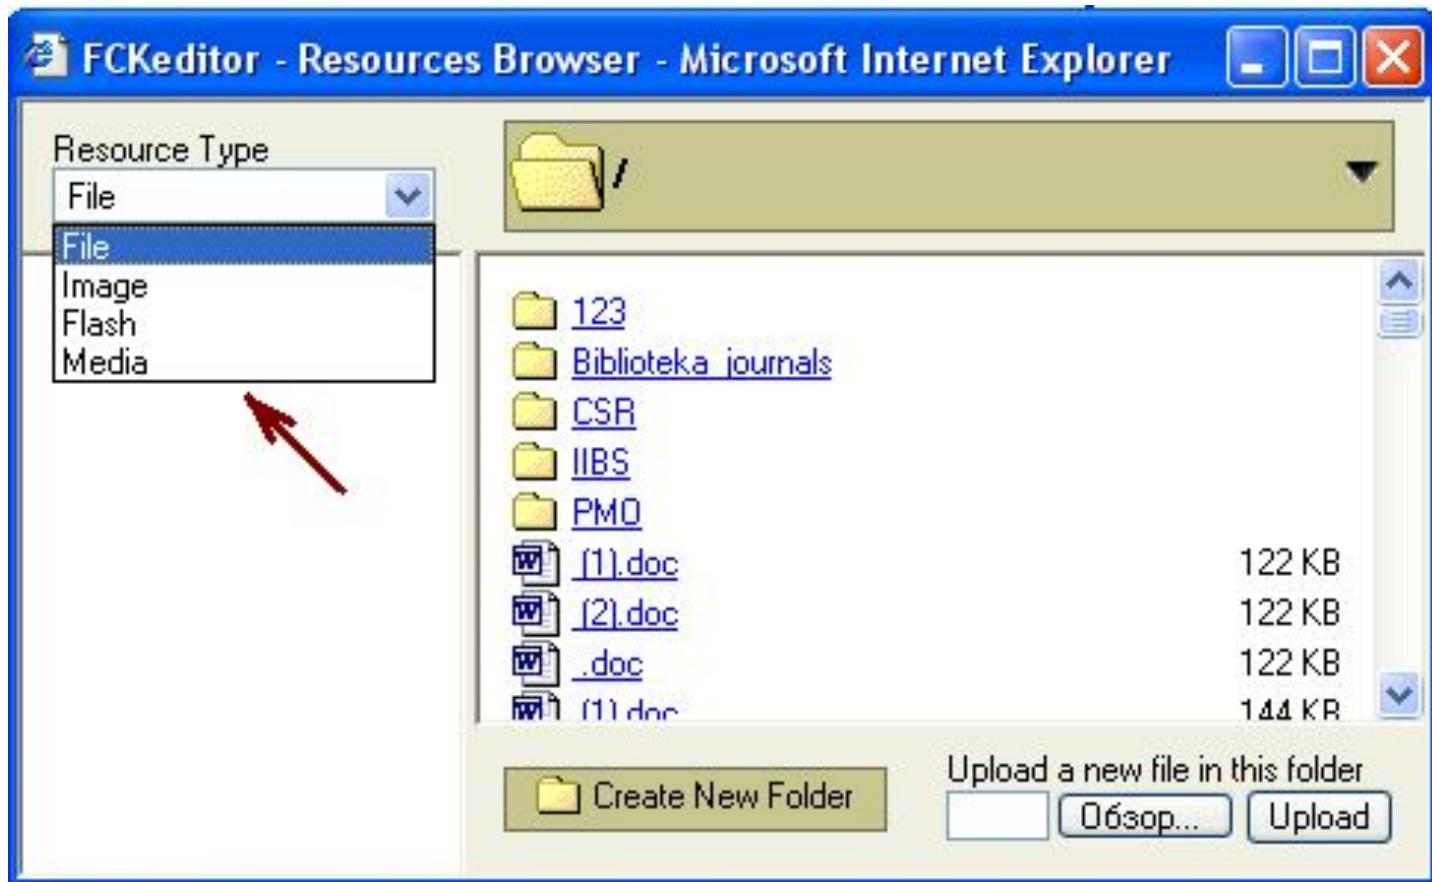 FCKeditor - Resources Browser - Microsoft Internet Explorer
Resource Type
File
File
Image
Flash
Media
/
123
Biblioteka_journals
CSR
IIBS
PMO
_(1).doc 122 KB
_(2).doc 122 KB
_.doc 122 KB
_(1).doc 144 KB
Create New Folder
Upload a new file in this folder
Обзор... Upload